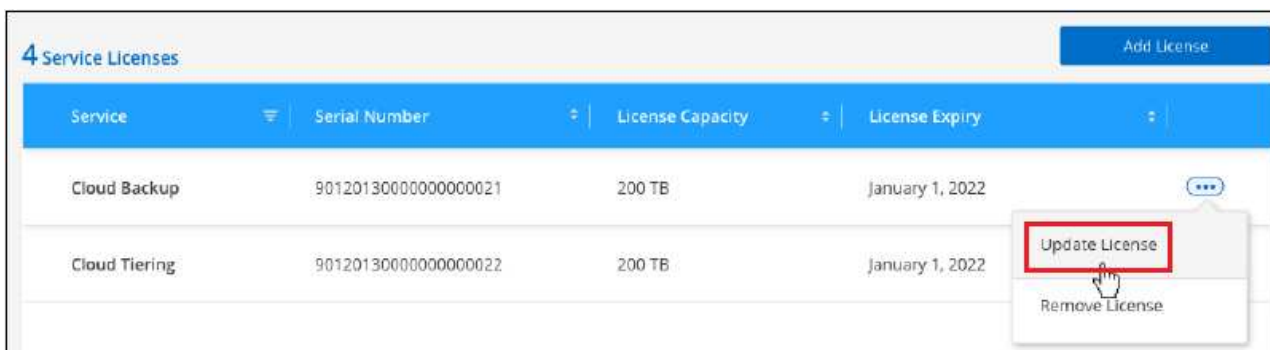 4 Service Licenses
Add License
Service Serial Number License Capacity License Expiry
Cloud Backup 90120130000000000021 200 TB January 1, 2022
Update License
Cloud Tiering 90120130000000000022 200 TB January 1, 2022
Remove License